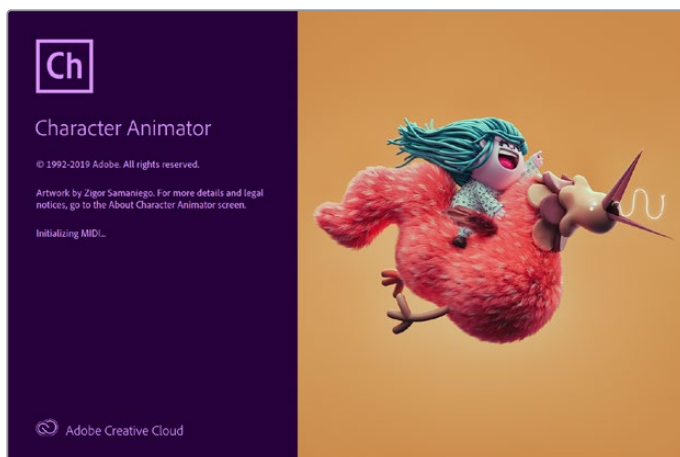 Ch
Character Animator
© 1992-2019 Adobe. All rights reserved.
Artwork by Zigor Samaniego. For more details and legal
notices, go to the About Character Animator screen.
Initializing MIDI...
Adobe Creative Cloud